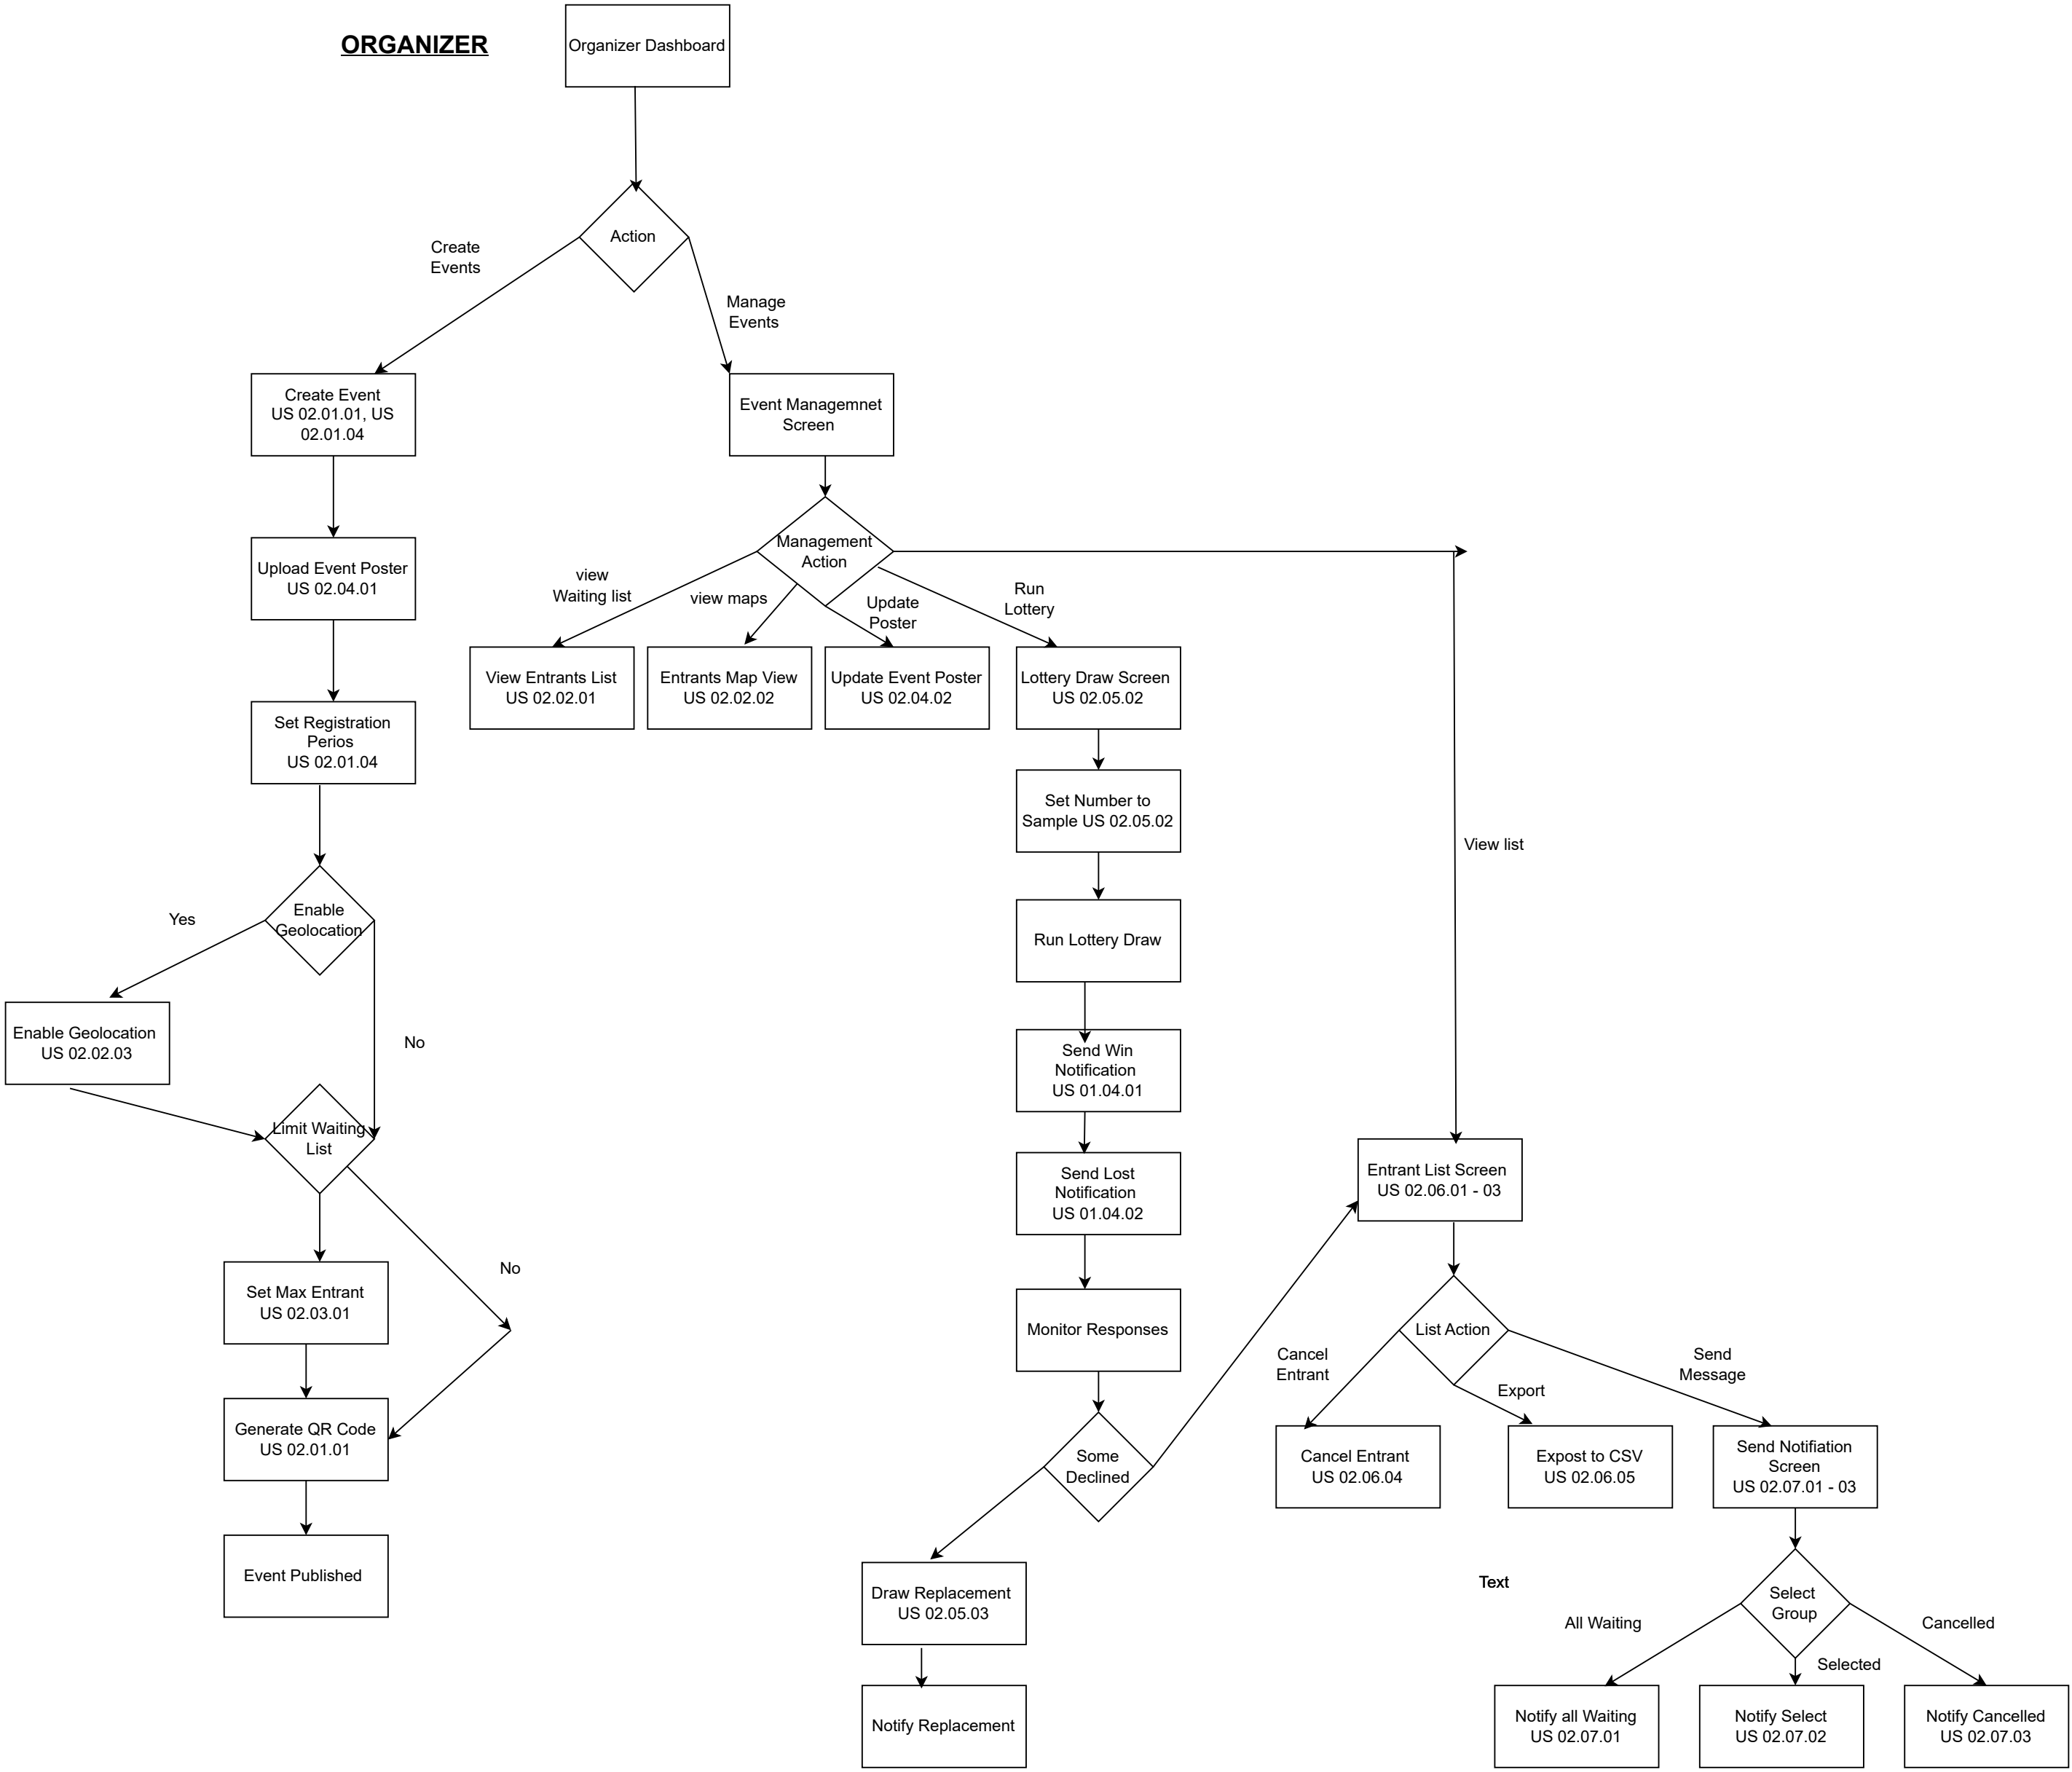 ORGANIZER
Organizer Dashboard
Action
Create
Events
Manage
Events
Create Event
US 02.01.01, US
02.01.04
Event Managemnet
Screen
Upload Event Poster
US 02.04.01
Management
Action
view
Waiting list
view maps
Update
Poster
Run
Lottery
View Entrants List
US 02.02.01
Entrants Map View
US 02.02.02
Update Event Poster
US 02.04.02
Lottery Draw Screen
US 02.05.02
Set Registration
Perios
US 02.01.04
Set Number to
Sample US 02.05.02
View list
Enable
Geolocation
Yes
No
Run Lottery Draw
Enable Geolocation
US 02.02.03
Send Win
Notification
US 01.04.01
Limit Waiting
List
Send Lost
Notification
US 01.04.02
Entrant List Screen
US 02.06.01 - 03
No
Set Max Entrant
US 02.03.01
Monitor Responses
List Action
Cancel
Entrant
Export
Send
Message
Generate QR Code
US 02.01.01
Some
Declined
Cancel Entrant
US 02.06.04
Expost to CSV
US 02.06.05
Send Notifiation
Screen
US 02.07.01 - 03
Event Published
Draw Replacement
US 02.05.03
Text
Select
Group
All Waiting
Selected
Cancelled
Notify Replacement
Notify all Waiting
US 02.07.01
Notify Select
US 02.07.02
Notify Cancelled
US 02.07.03